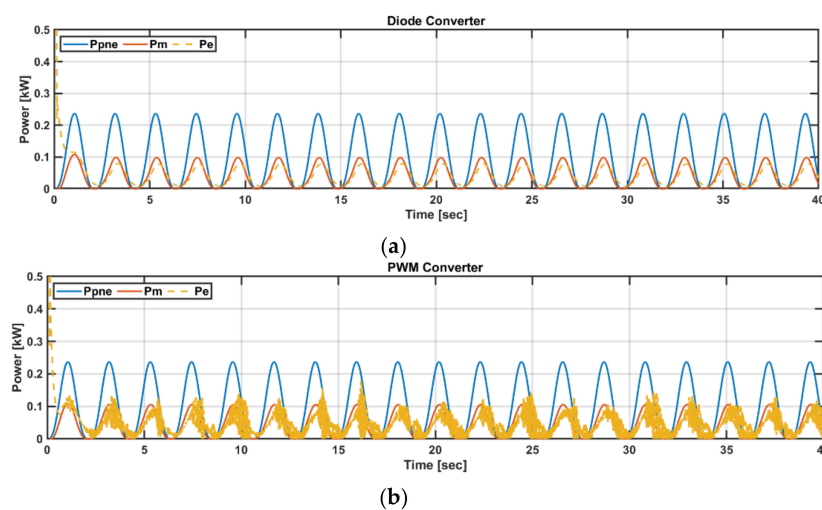 Diode Converter
0.5
Ppne Pm Pe
0.4
0.3
0.2
0.1
0
Power [kW]
0 5 10 15 20 25 30 35 40
Time [sec]
(a)
PWM Converter
0.5
Ppne Pm Pe
0.4
0.3
0.2
0.1
0
Power [kW]
0 5 10 15 20 25 30 35 40
Time [sec]
(b)